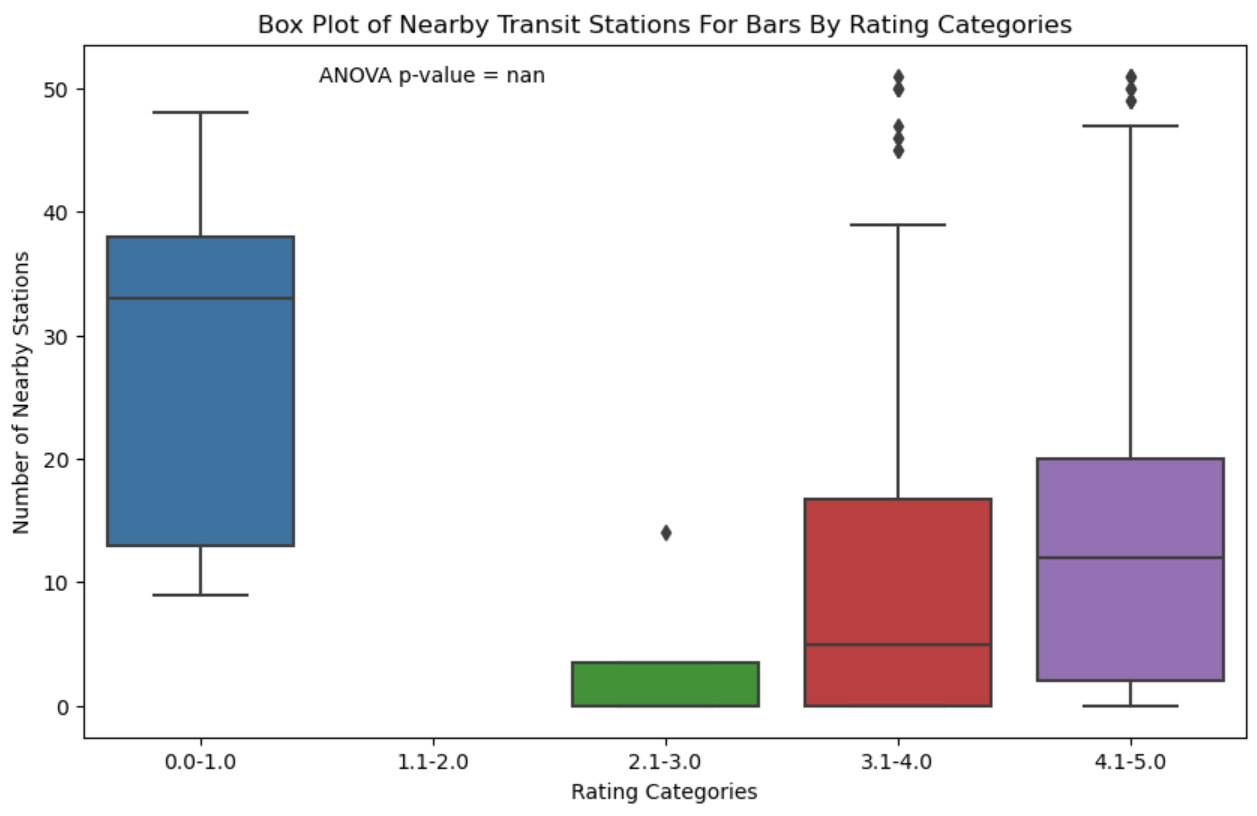 Box Plot of Nearby Transit Stations For Bars By Rating Categories
ANOVA p-value = nan
Number of Nearby Stations
50
40
30
20
10
0
0.0-1.0
1.1-2.0
2.1-3.0
3.1-4.0
4.1-5.0
Rating Categories